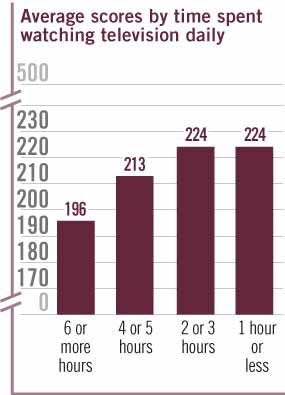 Average scores by time spent
watching television daily
500
230
220
210
200
190
180
170
0
196
213
224
224
6 or
more
hours
4 or 5
hours
2 or 3
hours
1 hour
or
less